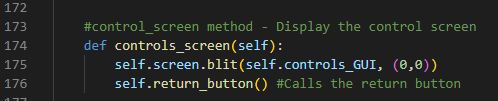 172
173 #control_screen method - Display the control screen
174 def controls_screen(self):
175 self.screen.blit(self.controls_GUI, (0,0))
176 self.return_button() #Calls the return button
177